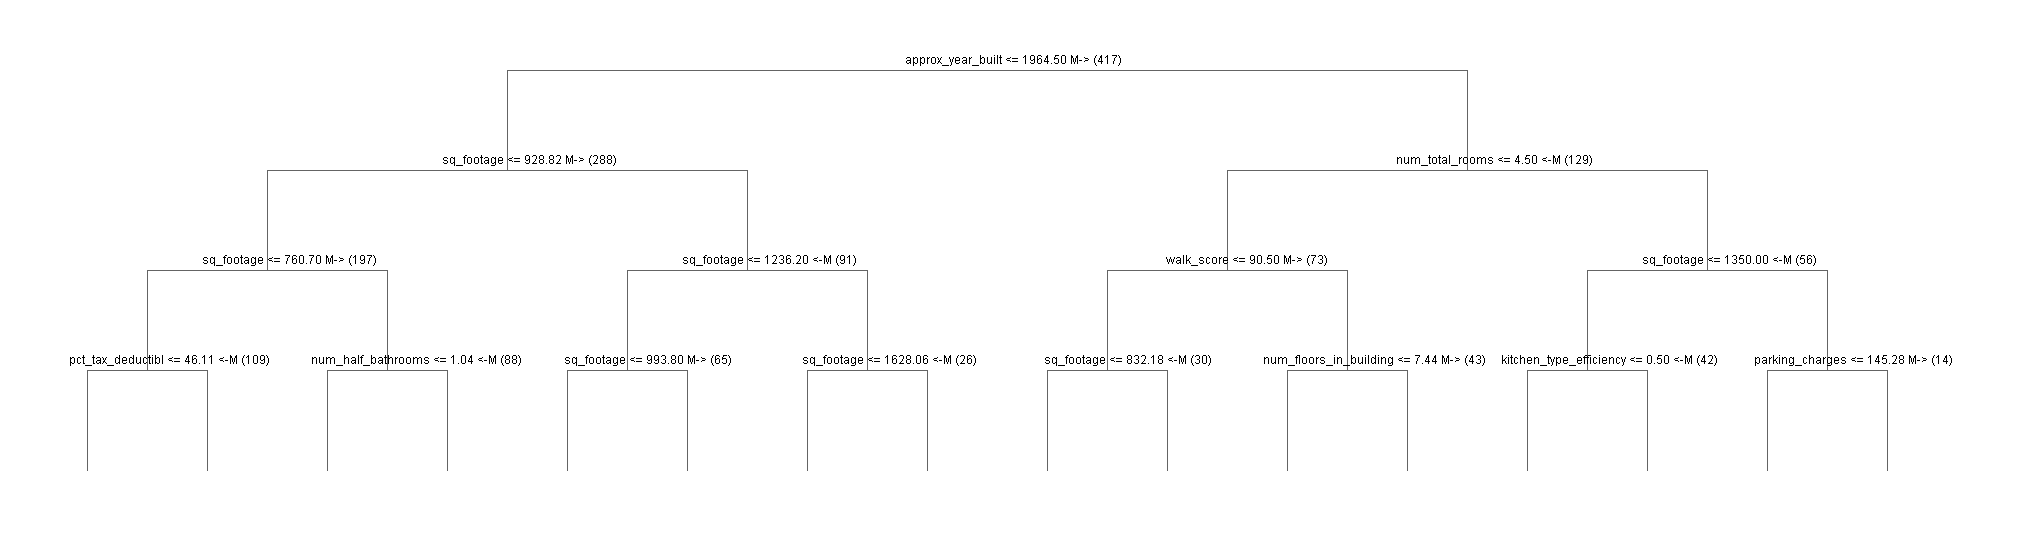 approx_year_built <= 1964.50 M-> (417)
sq_footage <= 928.82 M-> (288)
num_total_rooms <= 4.50 <-M (129)
sq_footage <= 760.70 M-> (197)
sq_footage <= 1236.20 <-M (91)
walk_score <= 90.50 M-> (73)
sq_footage <= 1350.00 <-M (56)
pct_tax_deductibl <= 46.11 <-M (109)
num_half_bathrooms <= 1.04 <-M (88)
sq_footage <= 993.80 M-> (65)
sq_footage <= 1628.06 <-M (26)
sq_footage <= 832.18 <-M (30)
num_floors_in_building <= 7.44 M-> (43)
kitchen_type_efficiency <= 0.50 <-M (42)
parking_charges <= 145.28 M-> (14)